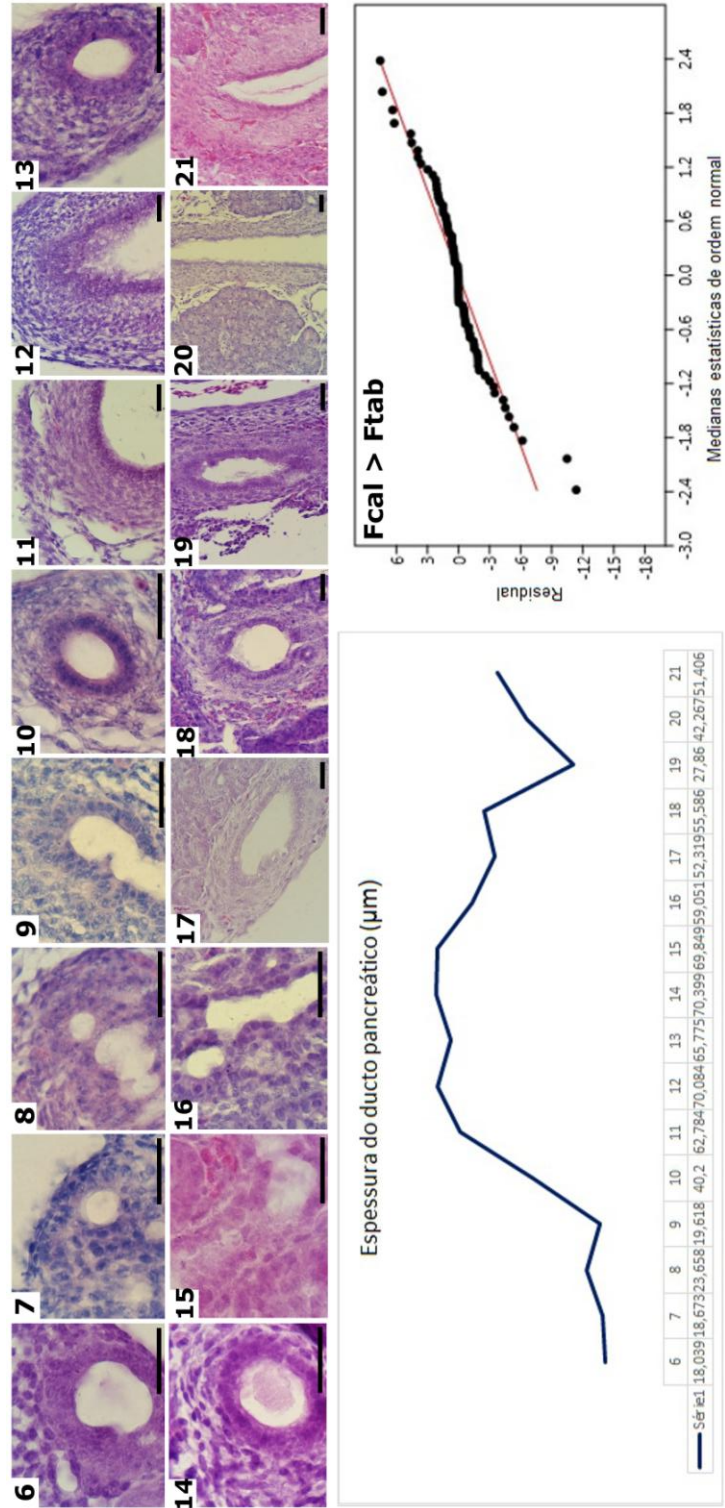 6 7 8 9 10 11 12 13
14 15 16 17 18 19 20 21
Espessura do ducto pancreático (µm)
6 7 8 9 10 11 12 13 14 15 16 17 18 19 20 21
Série1 18,039 18,673 23,658 19,618 40,2 62,784 70,084 65,775 70,399 69,849 59,051 52,319 55,586 27,86 42,267 51,406
Fcal > Ftab
Residual
6
3
0
-3
-6
-9
-12
-15
-18
-3.0 -2.4 -1.8 -1.2 -0.6 0.0 0.6 1.2 1.8 2.4
Medianas estatísticas de ordem normal